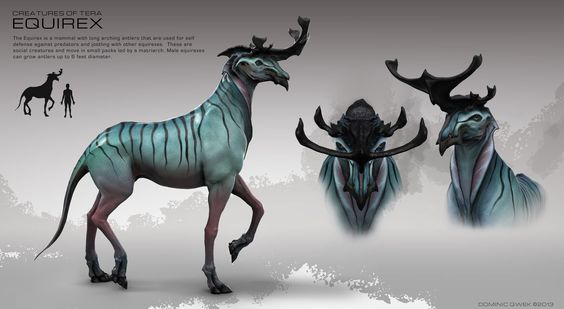 CREATURES OF TERA
EQUIREX
The Equirex is a mammal with long arching antlers that are used for self
defense against predators and jostling with other equirexes.  These are
social creatures and move in small packs led by a matriarch. Male equirexes
can grow antlers up to 6 feet diameter.
DOMINIC QWEK ©2013